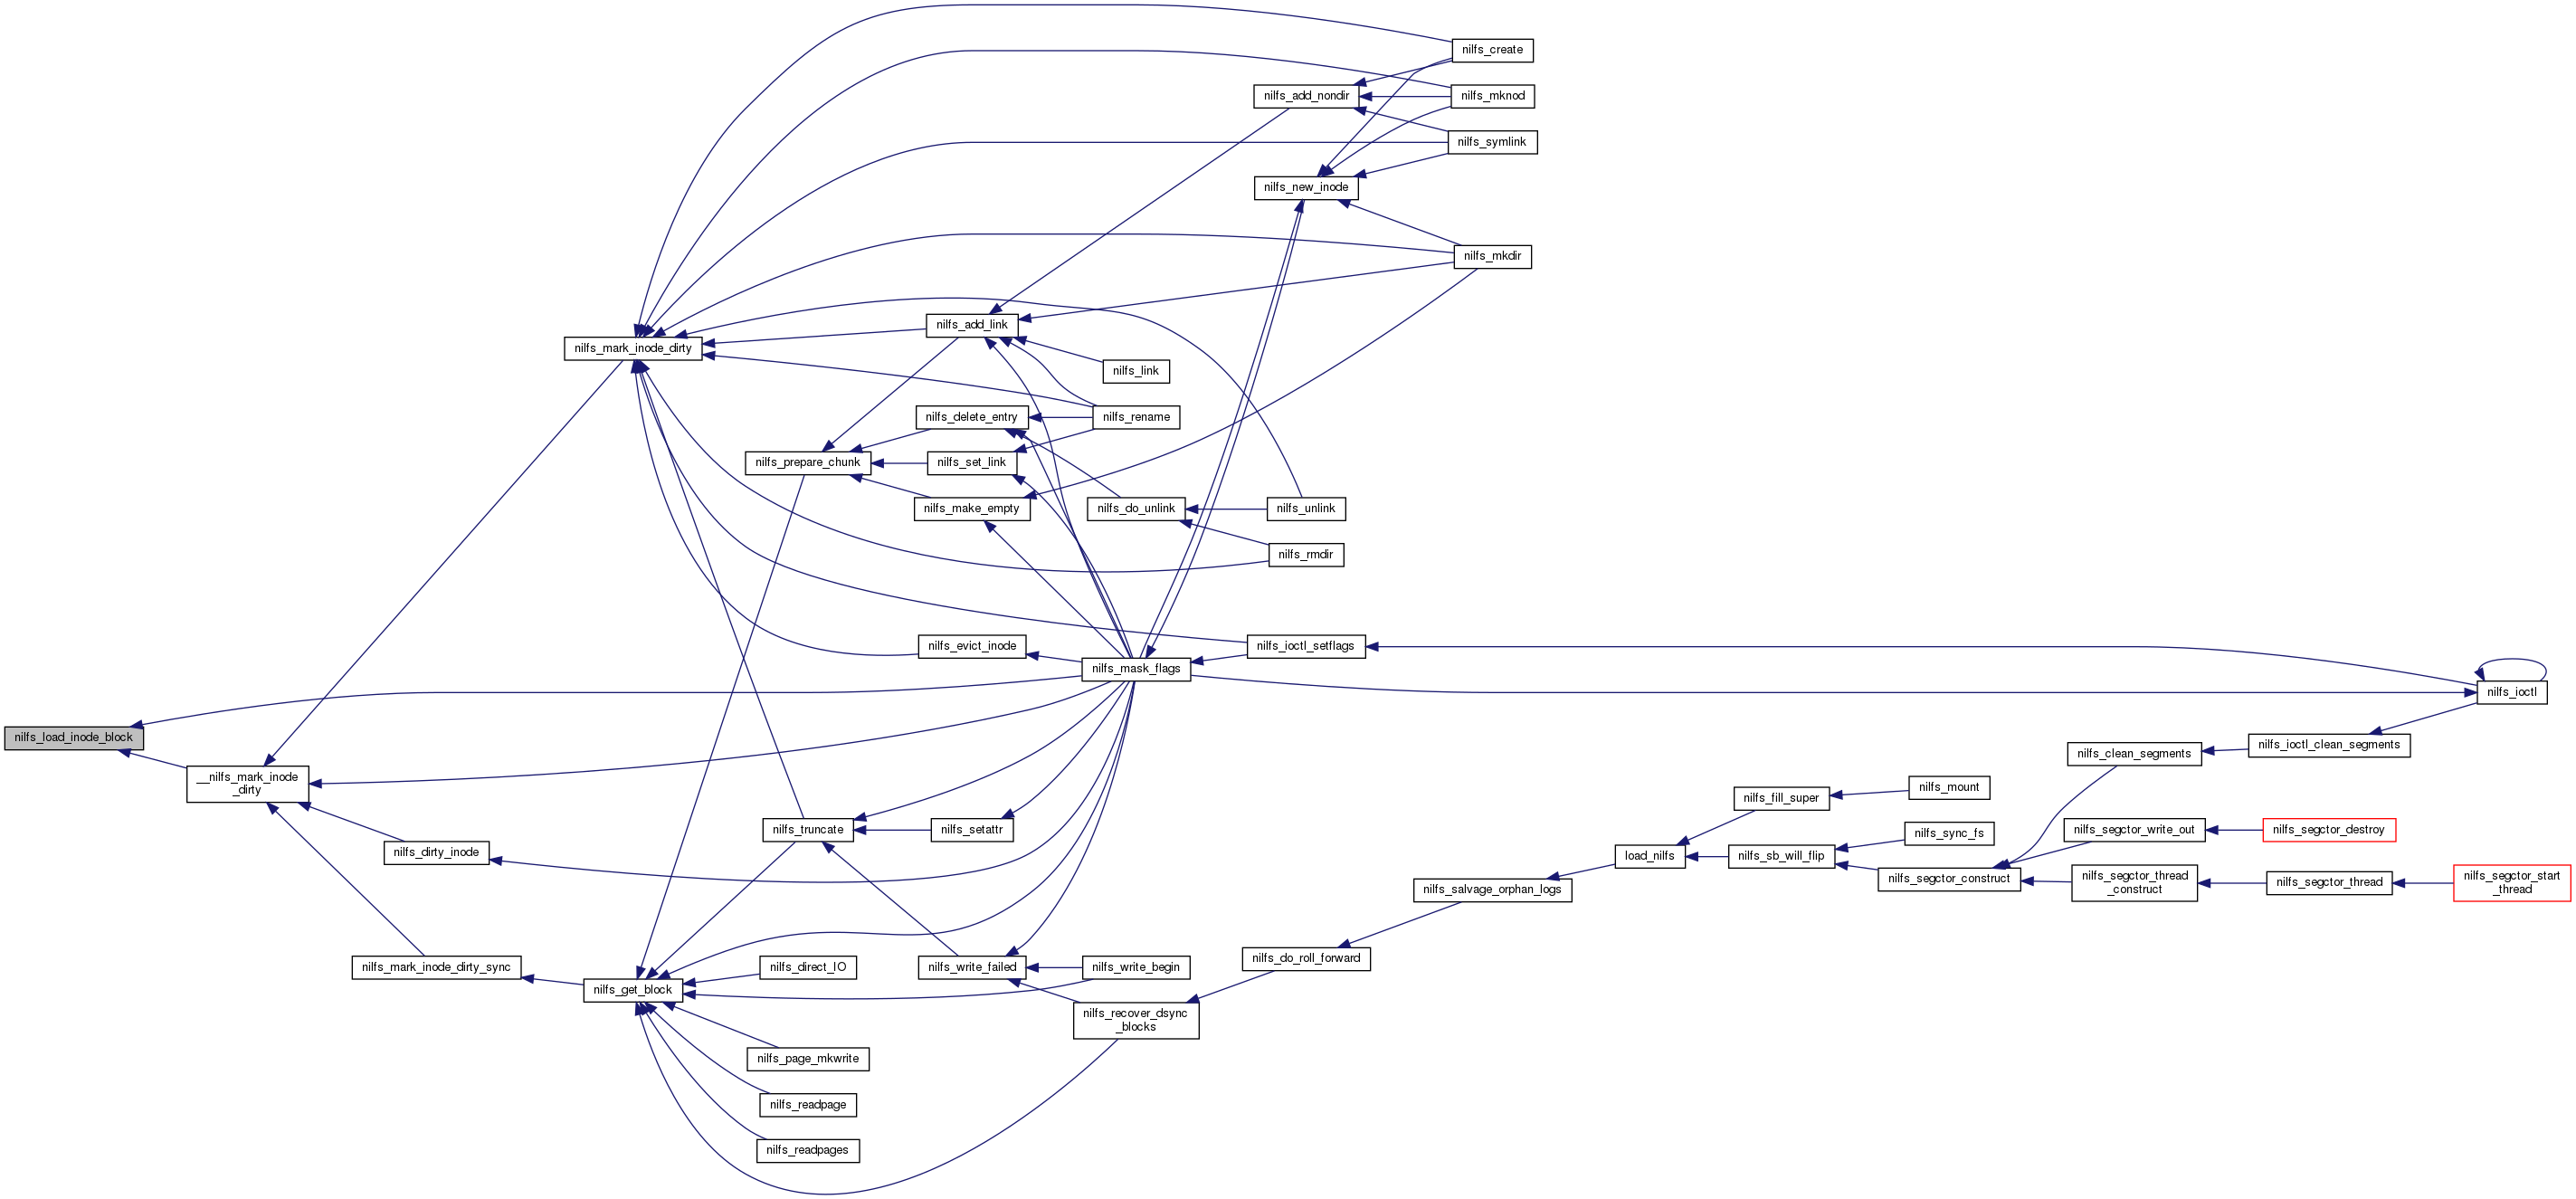 nilfs_create
nilfs_add_nondir
nilfs_mknod
nilfs_symlink
nilfs_new_inode
nilfs_mkdir
nilfs_add_link
nilfs_mark_inode_dirty
nilfs_link
nilfs_delete_entry
nilfs_rename
nilfs_prepare_chunk
nilfs_set_link
nilfs_make_empty
nilfs_do_unlink
nilfs_unlink
nilfs_rmdir
nilfs_evict_inode
nilfs_ioctl_setflags
nilfs_mask_flags
nilfs_ioctl
nilfs_load_inode_block
nilfs_ioctl_clean_segments
nilfs_clean_segments
__nilfs_mark_inode
_dirty
nilfs_mount
nilfs_fill_super
nilfs_truncate
nilfs_setattr
nilfs_sync_fs
nilfs_segctor_write_out
nilfs_segctor_destroy
nilfs_dirty_inode
load_nilfs
nilfs_sb_will_flip
nilfs_segctor_construct
nilfs_segctor_thread
_construct
nilfs_segctor_thread
nilfs_segctor_start
_thread
nilfs_salvage_orphan_logs
nilfs_do_roll_forward
nilfs_mark_inode_dirty_sync
nilfs_direct_IO
nilfs_write_failed
nilfs_write_begin
nilfs_get_block
nilfs_recover_dsync
_blocks
nilfs_page_mkwrite
nilfs_readpage
nilfs_readpages